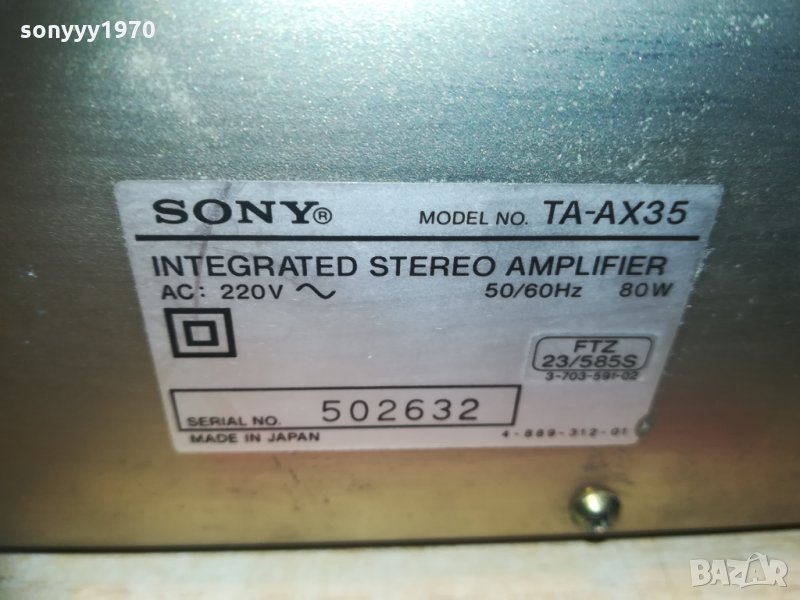 sonyyy1970
SONY® MODEL NO. TA-AX35
INTEGRATED STEREO AMPLIFIER
AC: 220V ~ 50/60Hz 80W
FTZ
23/585S
3-703-591-02
SERIAL NO. 502632
MADE IN JAPAN 4-889-312-01
BAZAR